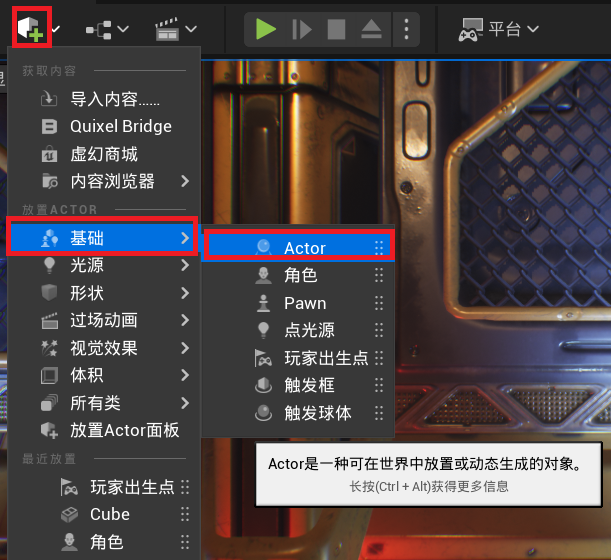 平台
获取内容
导入内容......
Quixel Bridge
虚幻商城
内容浏览器
放置ACTOR
基础
光源
形状
过场动画
视觉效果
体积
所有类
放置Actor面板
最近放置
玩家出生点
Cube
角色
Actor
角色
Pawn
点光源
玩家出生点
触发框
触发球体
Actor是一种可在世界中放置或动态生成的对象。
长按(Ctrl + Alt)获得更多信息